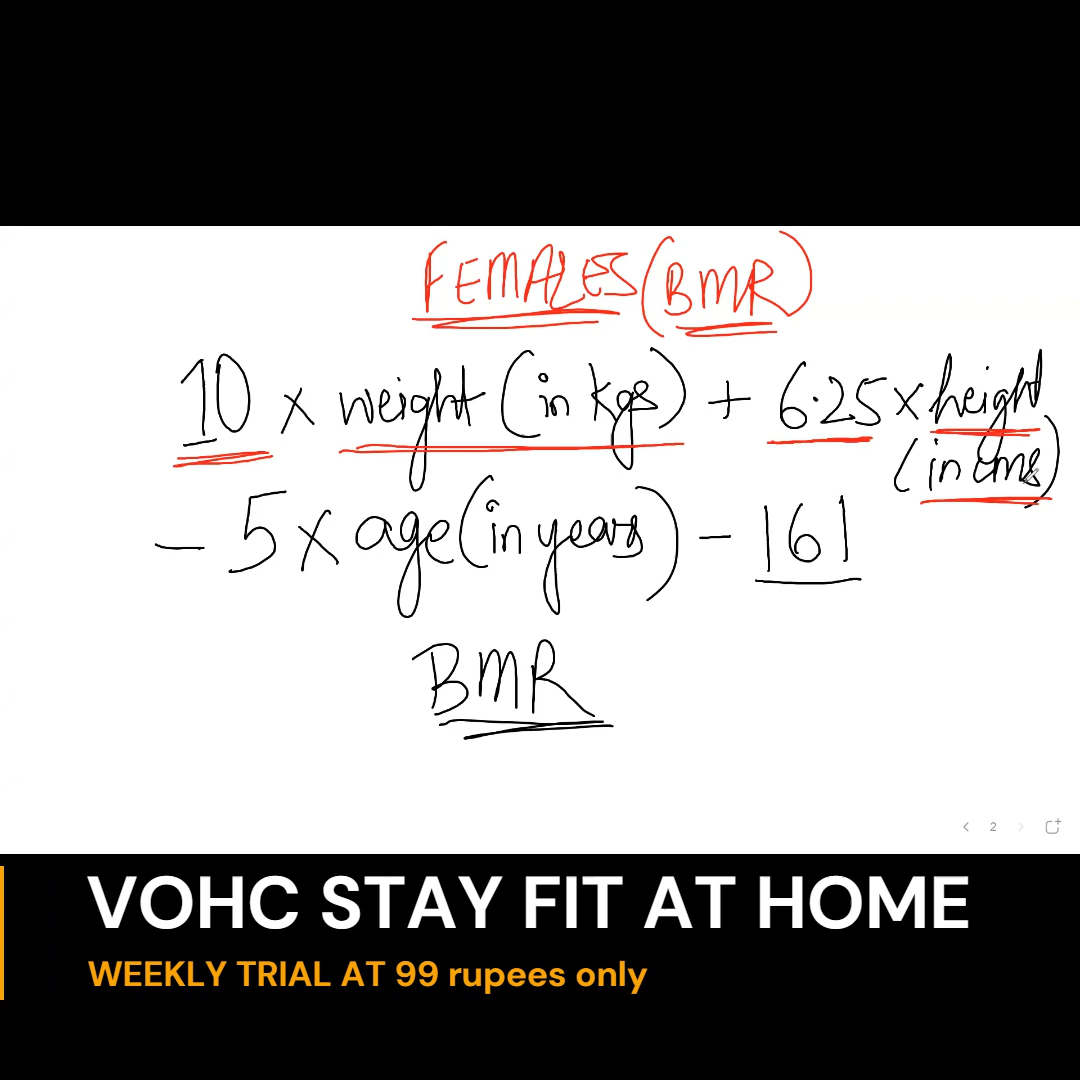 FEMALES (BMR)
10 x weight (in kgs) + 6.25 x height
(in cms)
- 5 x age (in years) - 161
BMR
2
VOHC STAY FIT AT HOME
WEEKLY TRIAL AT 99 rupees only